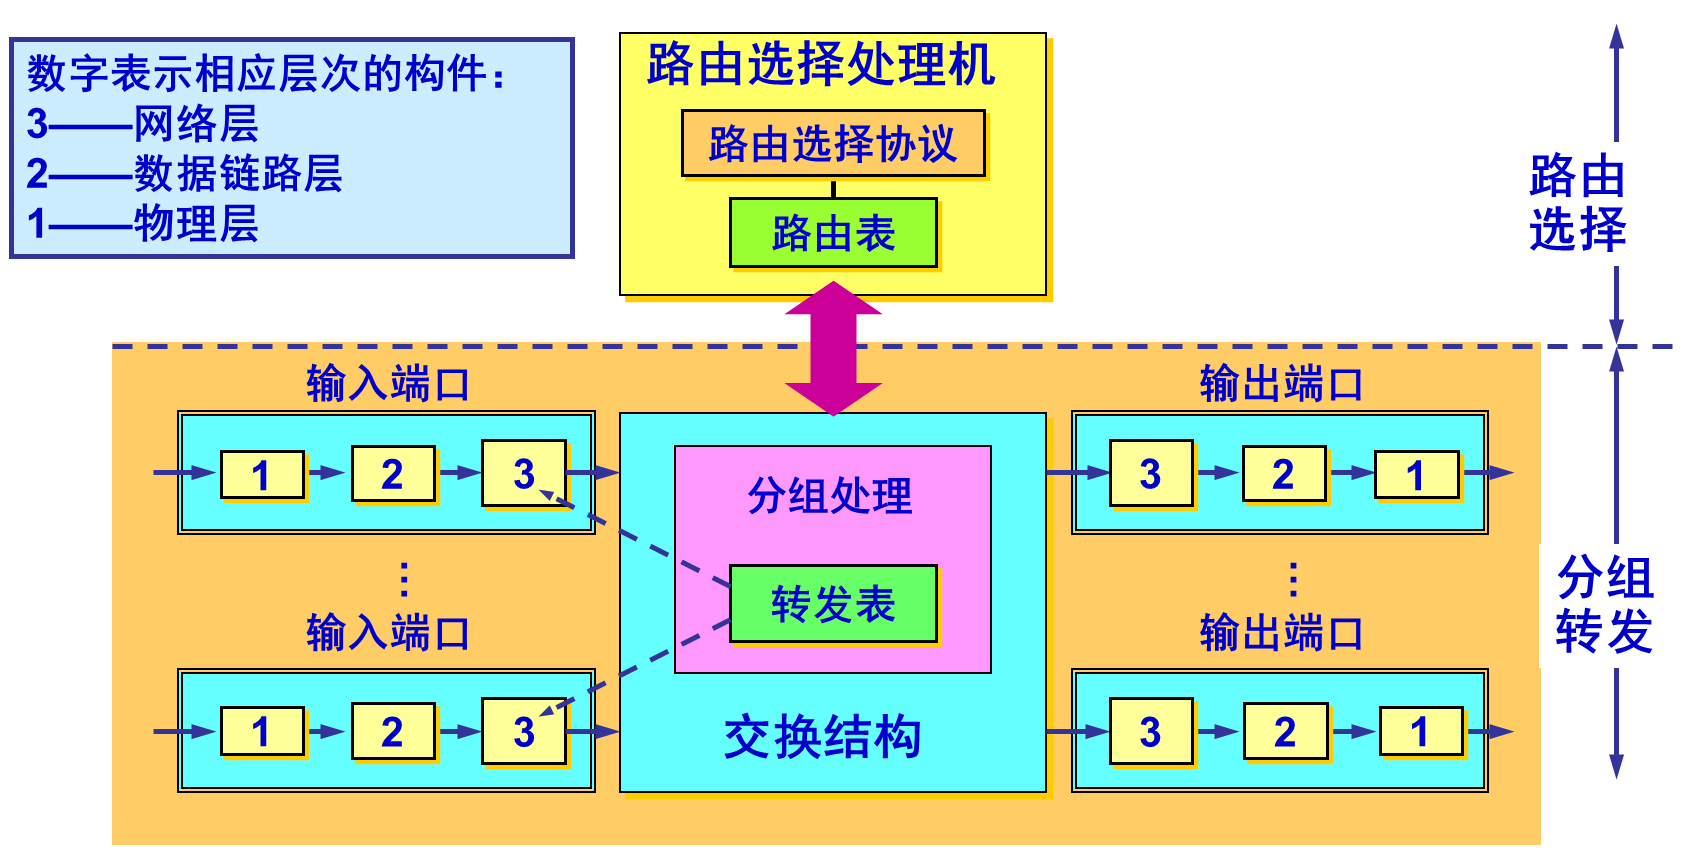 数字表示相应层次的构件：
3——网络层
2——数据链路层
1——物理层
路由选择处理机
路由选择协议
路由表
路由
选择
输入端口
输出端口
1 2 3
3 2 1
分组处理
转发表
⋮
⋮
分组
转发
输入端口
输出端口
1 2 3
3 2 1
交换结构